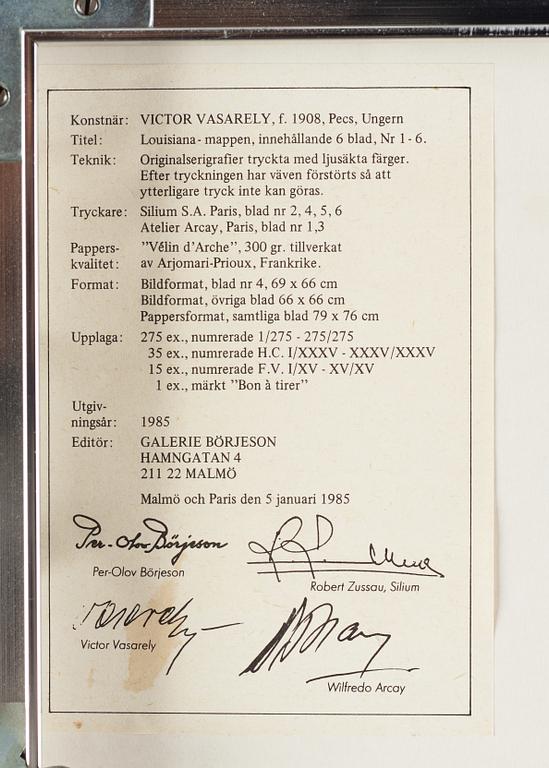 Konstnär: VICTOR VASARELY, f. 1908, Pecs, Ungern
Titel: Louisiana-mappen, innehållande 6 blad, Nr 1-6.
Teknik: Originalserigrafier tryckta med ljusäkta färger.
Efter tryckningen har väven förstörts så att
ytterligare tryck inte kan göras.
Tryckare: Silium S.A. Paris, blad nr 2, 4, 5, 6
Atelier Arcay, Paris, blad nr 1,3
Pappers- "Vélin d'Arche", 300 gr. tillverkat
kvalitet: av Arjomari-Prioux, Frankrike.
Format: Bildformat, blad nr 4, 69 x 66 cm
Bildformat, övriga blad 66 x 66 cm
Pappersformat, samtliga blad 79 x 76 cm
Upplaga: 275 ex., numrerade 1/275 - 275/275
35 ex., numrerade H.C. I/XXXV - XXXV/XXXV
15 ex., numrerade F.V. I/XV - XV/XV
1 ex., märkt "Bon à tirer"
Utgiv-
ningsår: 1985
Editör: GALERIE BÖRJESON
HAMNGATAN 4
211 22 MALMÖ
Malmö och Paris den 5 januari 1985
Per-Olov Börjeson
Per-Olov Börjeson
Robert Zussau, Silium
Vasarely
Victor Vasarely
Arcay
Wilfredo Arcay